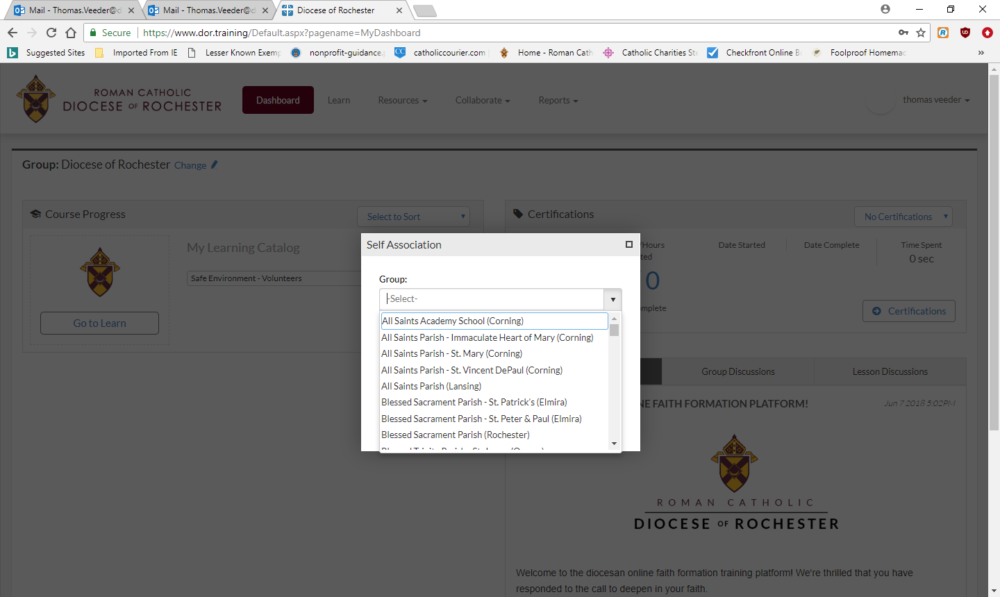 Mail - Thomas.Veeder@d
Mail - Thomas.Veeder@d
Diocese of Rochester
Secure
https://www.dor.training/Default.aspx?pagename=MyDashboard
Suggested Sites
Imported From IE
Lesser Known Exemp
nonprofit-guidance.
catholiccourier.com
Home - Roman Cath
Catholic Charities Ste
Checkfront Online Bo
Foolproof Homemac
»
ROMAN CATHOLIC
DIOCESE OF ROCHESTER
Dashboard
Learn
Resources
Collaborate
Reports
thomas veeder
Group: Diocese of Rochester Change
Course Progress
Select to Sort
My Learning Catalog
Safe Environment - Volunteers
Go to Learn
Certifications
No Certifications
/Hours
Date Started
Date Complete
Time Spent
0 sec
0
Certifications
Self Association
Group:
-Select-
All Saints Academy School (Corning)
All Saints Parish - Immaculate Heart of Mary (Corning)
All Saints Parish - St. Mary (Corning)
All Saints Parish - St. Vincent DePaul (Corning)
All Saints Parish (Lansing)
Blessed Sacrament Parish - St. Patrick's (Elmira)
Blessed Sacrament Parish - St. Peter & Paul (Elmira)
Blessed Sacrament Parish (Rochester)
Group Discussions
Lesson Discussions
NE FAITH FORMATION PLATFORM!
Jun 7 2018 5:02PM
ROMAN CATHOLIC
DIOCESE OF ROCHESTER
Welcome to the diocesan online faith formation training platform! We're thrilled that you have
responded to the call to deepen in your faith.